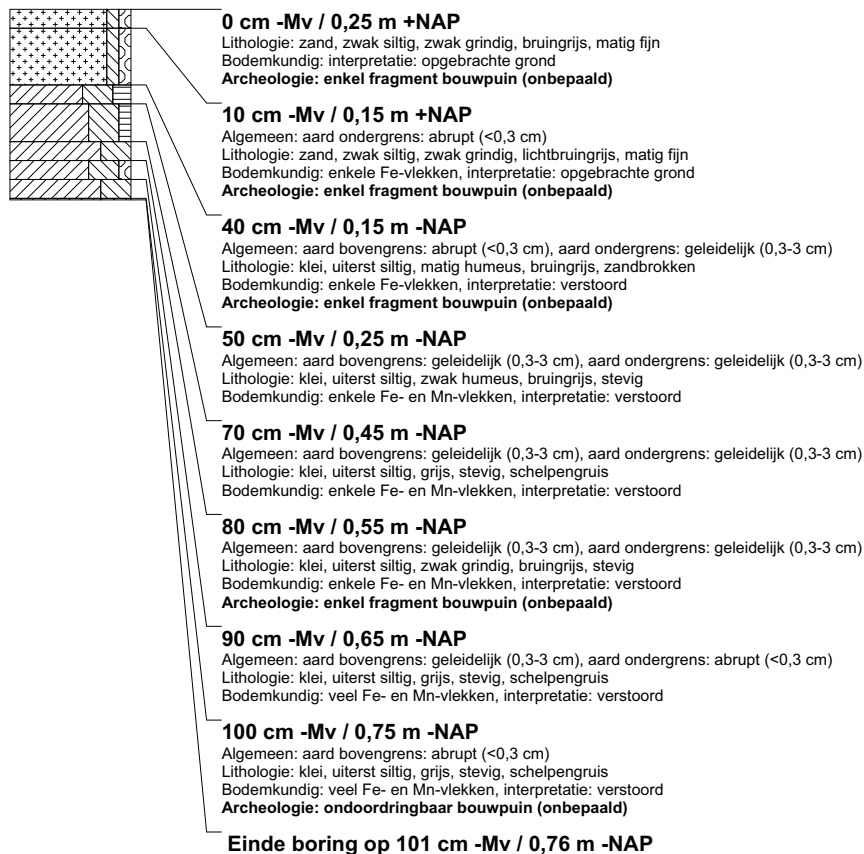 0 cm -Mv / 0,25 m +NAP
Lithologie: zand, zwak siltig, zwak grindig, bruingrijs, matig fijn
Bodemkundig: interpretatie: opgebrachte grond
Archeologie: enkel fragment bouwpuin (onbepaald)
10 cm -Mv / 0,15 m +NAP
Algemeen: aard ondergrens: abrupt (<0,3 cm)
Lithologie: zand, zwak siltig, zwak grindig, lichtbruingrijs, matig fijn
Bodemkundig: enkele Fe-vlekken, interpretatie: opgebrachte grond
Archeologie: enkel fragment bouwpuin (onbepaald)
40 cm -Mv / 0,15 m -NAP
Algemeen: aard bovengrens: abrupt (<0,3 cm), aard ondergrens: geleidelijk (0,3-3 cm)
Lithologie: klei, uiterst siltig, matig humeus, bruingrijs, zandbrokken
Bodemkundig: enkele Fe-vlekken, interpretatie: verstoord
Archeologie: enkel fragment bouwpuin (onbepaald)
50 cm -Mv / 0,25 m -NAP
Algemeen: aard bovengrens: geleidelijk (0,3-3 cm), aard ondergrens: geleidelijk (0,3-3 cm)
Lithologie: klei, uiterst siltig, zwak humeus, bruingrijs, stevig
Bodemkundig: enkele Fe- en Mn-vlekken, interpretatie: verstoord
70 cm -Mv / 0,45 m -NAP
Algemeen: aard bovengrens: geleidelijk (0,3-3 cm), aard ondergrens: geleidelijk (0,3-3 cm)
Lithologie: klei, uiterst siltig, grijs, stevig, schelpengruis
Bodemkundig: enkele Fe- en Mn-vlekken, interpretatie: verstoord
80 cm -Mv / 0,55 m -NAP
Algemeen: aard bovengrens: geleidelijk (0,3-3 cm), aard ondergrens: geleidelijk (0,3-3 cm)
Lithologie: klei, uiterst siltig, zwak grindig, bruingrijs, stevig
Bodemkundig: enkele Fe- en Mn-vlekken, interpretatie: verstoord
Archeologie: enkel fragment bouwpuin (onbepaald)
90 cm -Mv / 0,65 m -NAP
Algemeen: aard bovengrens: geleidelijk (0,3-3 cm), aard ondergrens: abrupt (<0,3 cm)
Lithologie: klei, uiterst siltig, grijs, stevig, schelpengruis
Bodemkundig: veel Fe- en Mn-vlekken, interpretatie: verstoord
100 cm -Mv / 0,75 m -NAP
Algemeen: aard bovengrens: abrupt (<0,3 cm)
Lithologie: klei, uiterst siltig, grijs, stevig, schelpengruis
Bodemkundig: veel Fe- en Mn-vlekken, interpretatie: verstoord
Archeologie: ondoordringbaar bouwpuin (onbepaald)
Einde boring op 101 cm -Mv / 0,76 m -NAP